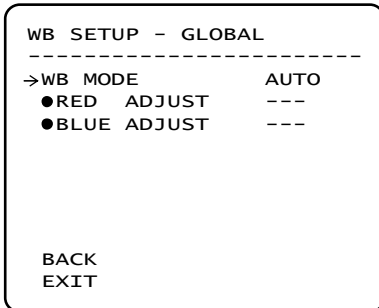 WB SETUP – GLOBAL
------------------------
→WB MODE AUTO
●RED ADJUST ---
●BLUE ADJUST ---
BACK
EXIT